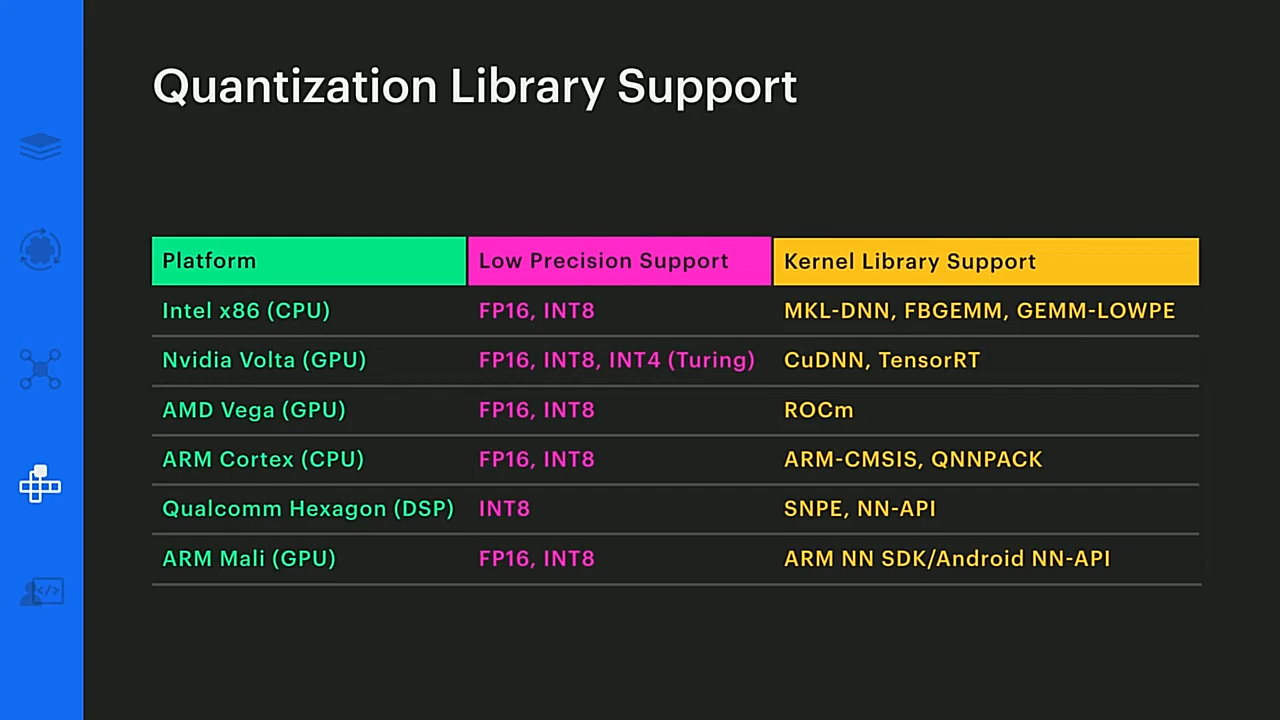 Quantization Library Support
Platform Low Precision Support Kernel Library Support
Intel x86 (CPU) FP16, INT8 MKL-DNN, FBGEMM, GEMM-LOWPE
Nvidia Volta (GPU) FP16, INT8, INT4 (Turing) CuDNN, TensorRT
AMD Vega (GPU) FP16, INT8 ROCm
ARM Cortex (CPU) FP16, INT8 ARM-CMSIS, QNNPACK
Qualcomm Hexagon (DSP) INT8 SNPE, NN-API
ARM Mali (GPU) FP16, INT8 ARM NN SDK/Android NN-API